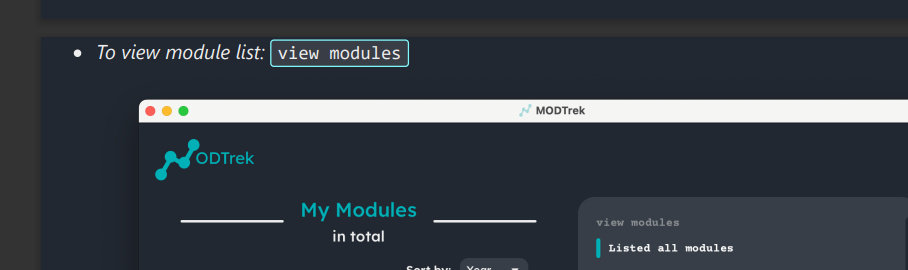 To view module list: view modules
MODTrek
ODTrek
My Modules
in total
Sort by: Year
view modules
Listed all modules